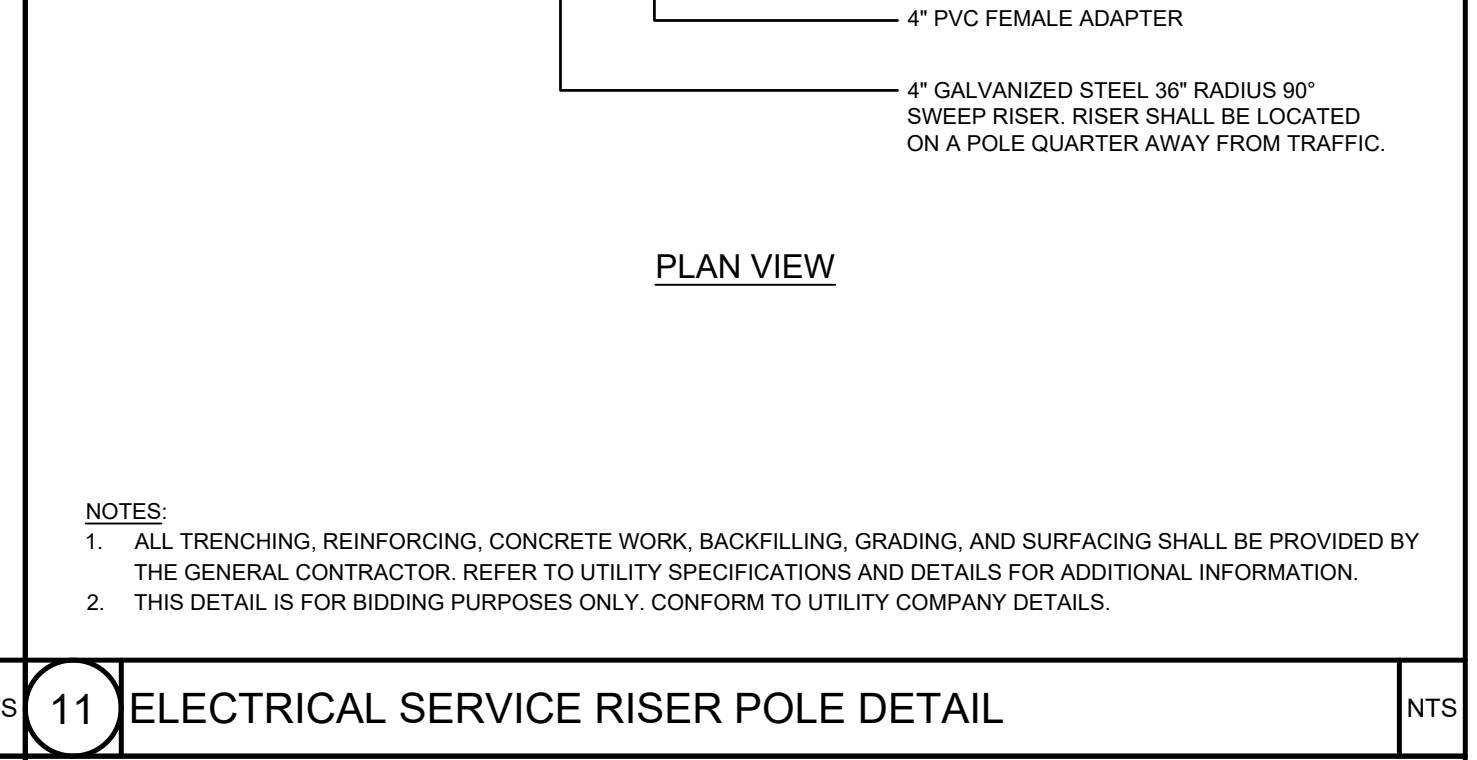 4" PVC FEMALE ADAPTER
4" GALVANIZED STEEL 36" RADIUS 90°
SWEEP RISER. RISER SHALL BE LOCATED
ON A POLE QUARTER AWAY FROM TRAFFIC.
PLAN VIEW
NOTES:
1. ALL TRENCHING, REINFORCING, CONCRETE WORK, BACKFILLING, GRADING, AND SURFACING SHALL BE PROVIDED BY
THE GENERAL CONTRACTOR. REFER TO UTILITY SPECIFICATIONS AND DETAILS FOR ADDITIONAL INFORMATION.
2. THIS DETAIL IS FOR BIDDING PURPOSES ONLY. CONFORM TO UTILITY COMPANY DETAILS.
11 ELECTRICAL SERVICE RISER POLE DETAIL NTS